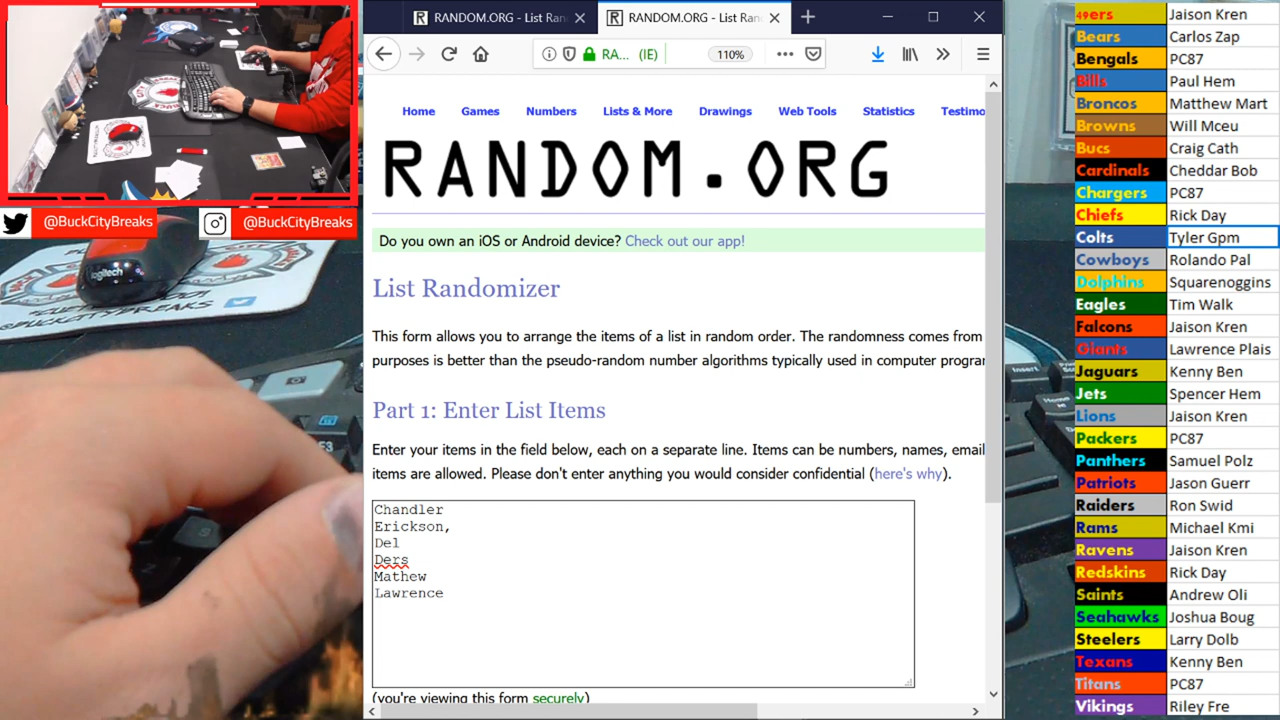 RANDOM.ORG - List Ran
RANDOM.ORG - List Ran
RA... (IE)
110%
Home
Games
Numbers
Lists & More
Drawings
Web Tools
Statistics
Testimo
RANDOM.ORG
Do you own an iOS or Android device? Check out our app!
List Randomizer
This form allows you to arrange the items of a list in random order. The randomness comes from
purposes is better than the pseudo-random number algorithms typically used in computer program
Part 1: Enter List Items
Enter your items in the field below, each on a separate line. Items can be numbers, names, email
items are allowed. Please don't enter anything you would consider confidential (here's why).
Chandler
Erickson,
Del
Ders
Mathew
Lawrence
(you're viewing this form securely)
@BuckCityBreaks
@BuckCityBreaks
logitech
@BUCKCITYBREAKS
F3
Insert
Home
49ers Jaison Kren
Bears Carlos Zap
Bengals PC87
Bills Paul Hem
Broncos Matthew Mart
Browns Will Mceu
Bucs Craig Cath
Cardinals Cheddar Bob
Chargers PC87
Chiefs Rick Day
Colts Tyler Gpm
Cowboys Rolando Pal
Dolphins Squarenoggins
Eagles Tim Walk
Falcons Jaison Kren
Giants Lawrence Plais
Jaguars Kenny Ben
Jets Spencer Hem
Lions Jaison Kren
Packers PC87
Panthers Samuel Polz
Patriots Jason Guerr
Raiders Ron Swid
Rams Michael Kmi
Ravens Jaison Kren
Redskins Rick Day
Saints Andrew Oli
Seahawks Joshua Boug
Steelers Larry Dolb
Texans Kenny Ben
Titans PC87
Vikings Riley Fre